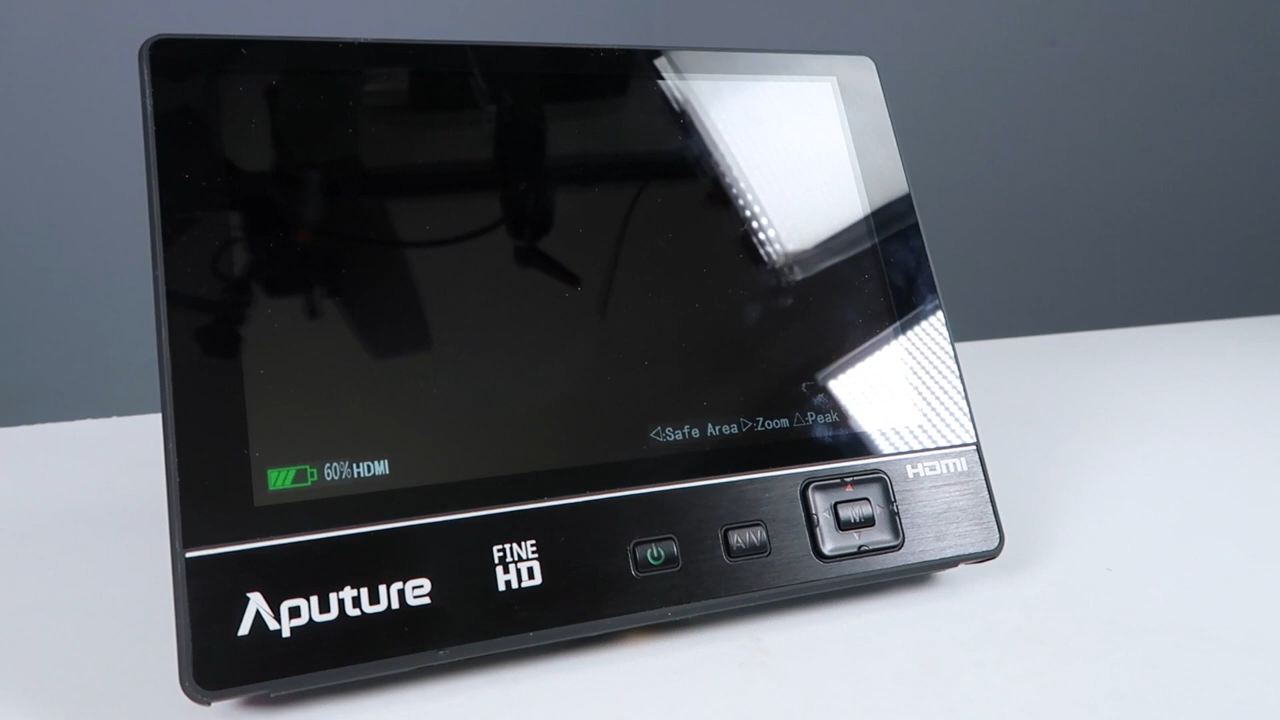 ◁:Safe Area ▷:Zoom △:Peak
60% HDMI
HDMI
FINE
HD
A/V
M
Aputure